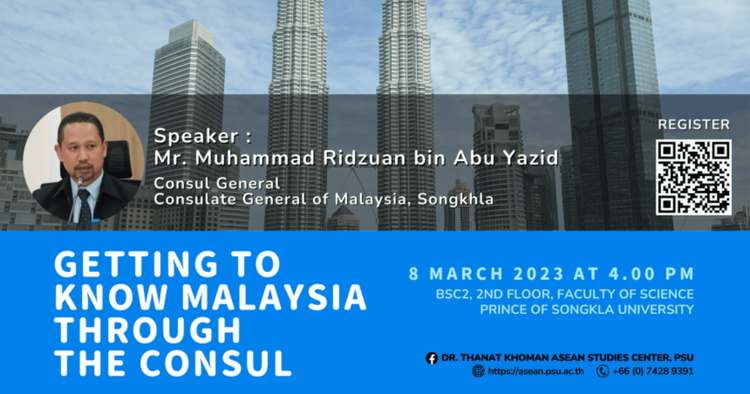 Speaker :
Mr. Muhammad Ridzuan bin Abu Yazid
Consul General
Consulate General of Malaysia, Songkhla
REGISTER
GETTING TO
KNOW MALAYSIA
THROUGH
THE CONSUL
8 MARCH 2023 AT 4.00 PM
BSC2, 2ND FLOOR, FACULTY OF SCIENCE
PRINCE OF SONGKLA UNIVERSITY
DR. THANAT KHOMAN ASEAN STUDIES CENTER, PSU
https://asean.psu.ac.th +66 (0) 7428 9391